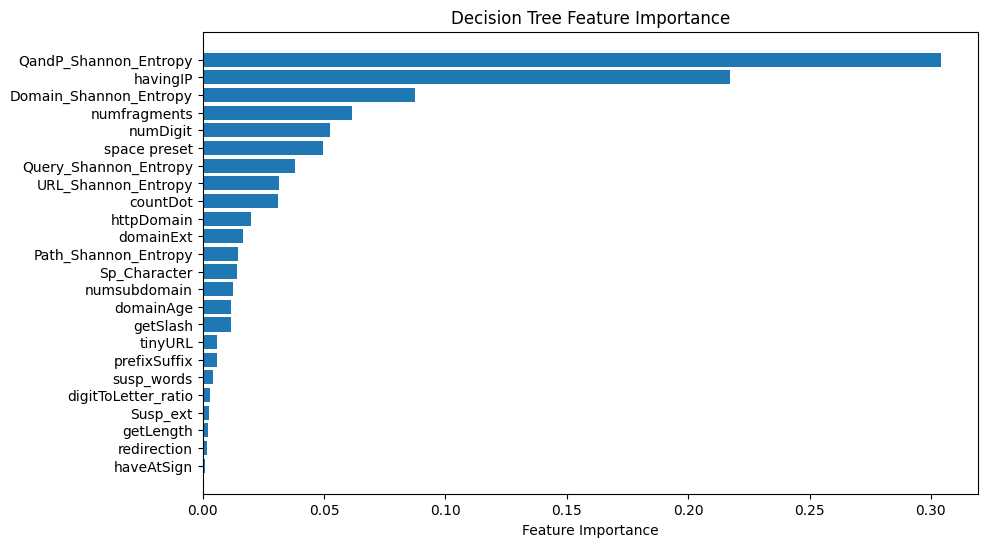 Decision Tree Feature Importance
QandP_Shannon_Entropy
havingIP
Domain_Shannon_Entropy
numfragments
numDigit
space preset
Query_Shannon_Entropy
URL_Shannon_Entropy
countDot
httpDomain
domainExt
Path_Shannon_Entropy
Sp_Character
numsubdomain
domainAge
getSlash
tinyURL
prefixSuffix
susp_words
digitToLetter_ratio
Susp_ext
getLength
redirection
haveAtSign
0.00 0.05 0.10 0.15 0.20 0.25 0.30
Feature Importance